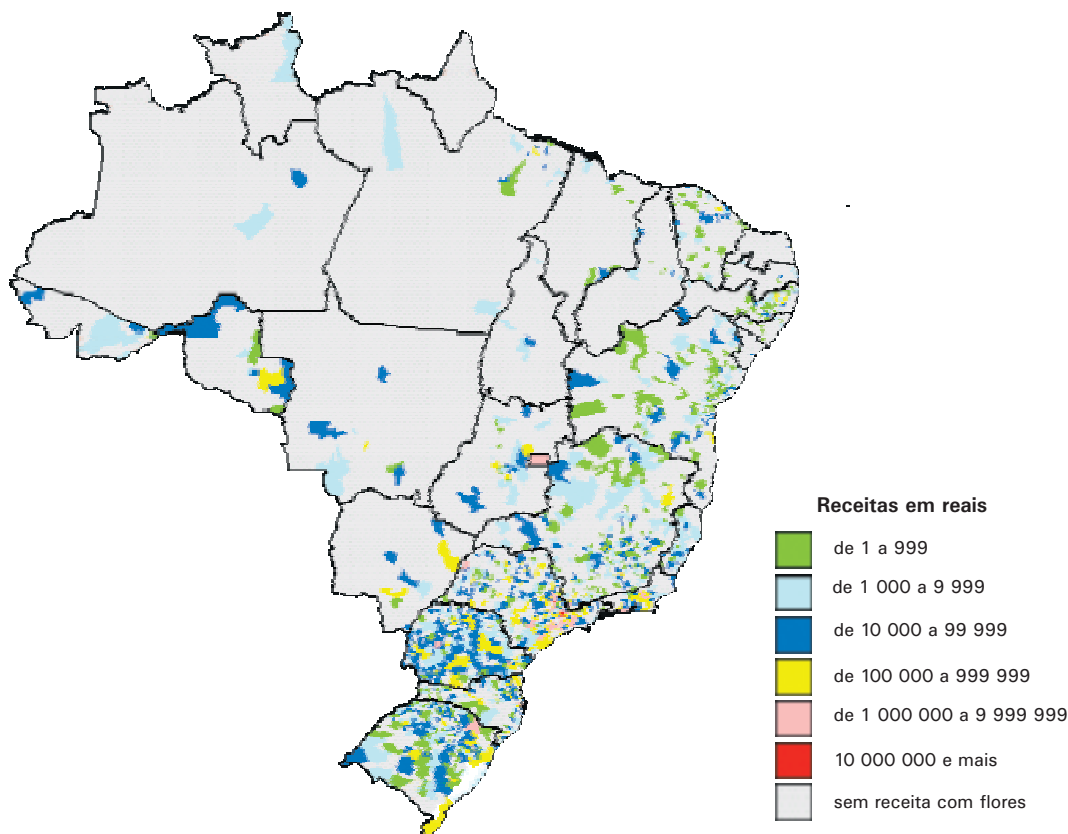 Receitas em reais
de 1 a 999
de 1 000 a 9 999
de 10 000 a 99 999
de 100 000 a 999 999
de 1 000 000 a 9 999 999
10 000 000 e mais
sem receita com flores